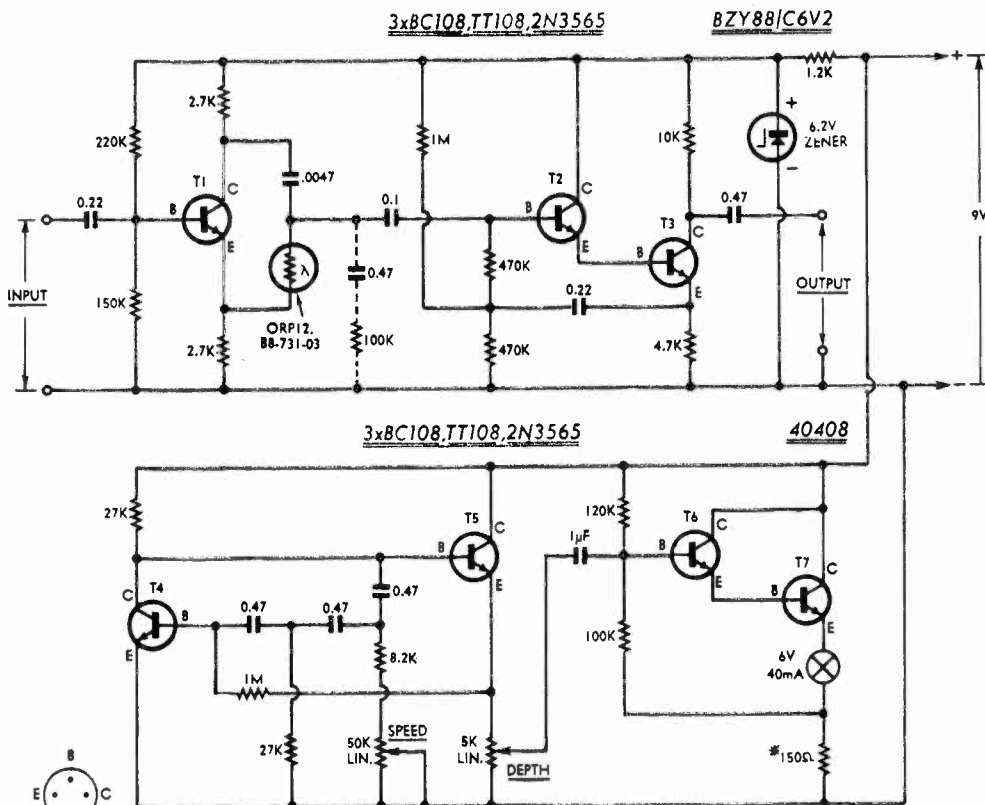 3xBC108,TT108,2N3565
BZY88/C6V2
+
1.2K
2.7K
220K
1M
10K
+
6.2V
ZENER
−
T1
C
.0047
T2
C
0.22
B
0.1
B
0.47
9V
E
T3
E
B
C
λ
0.47
470K
E
INPUT
0.22
OUTPUT
150K
ORP12,
B8-731-03
2.7K
100K
470K
4.7K
−
3xBC108,TT108,2N3565
40408
27K
T5
C
120K
T6
C
B
1µF
B
T7
C
E
E
T4
C
0.47
B
B
0.47
0.47
E
E
8.2K
100K
6V
40mA
1M
SPEED
27K
50K
LIN.
5K
LIN.
DEPTH
*150Ω
B
E
C